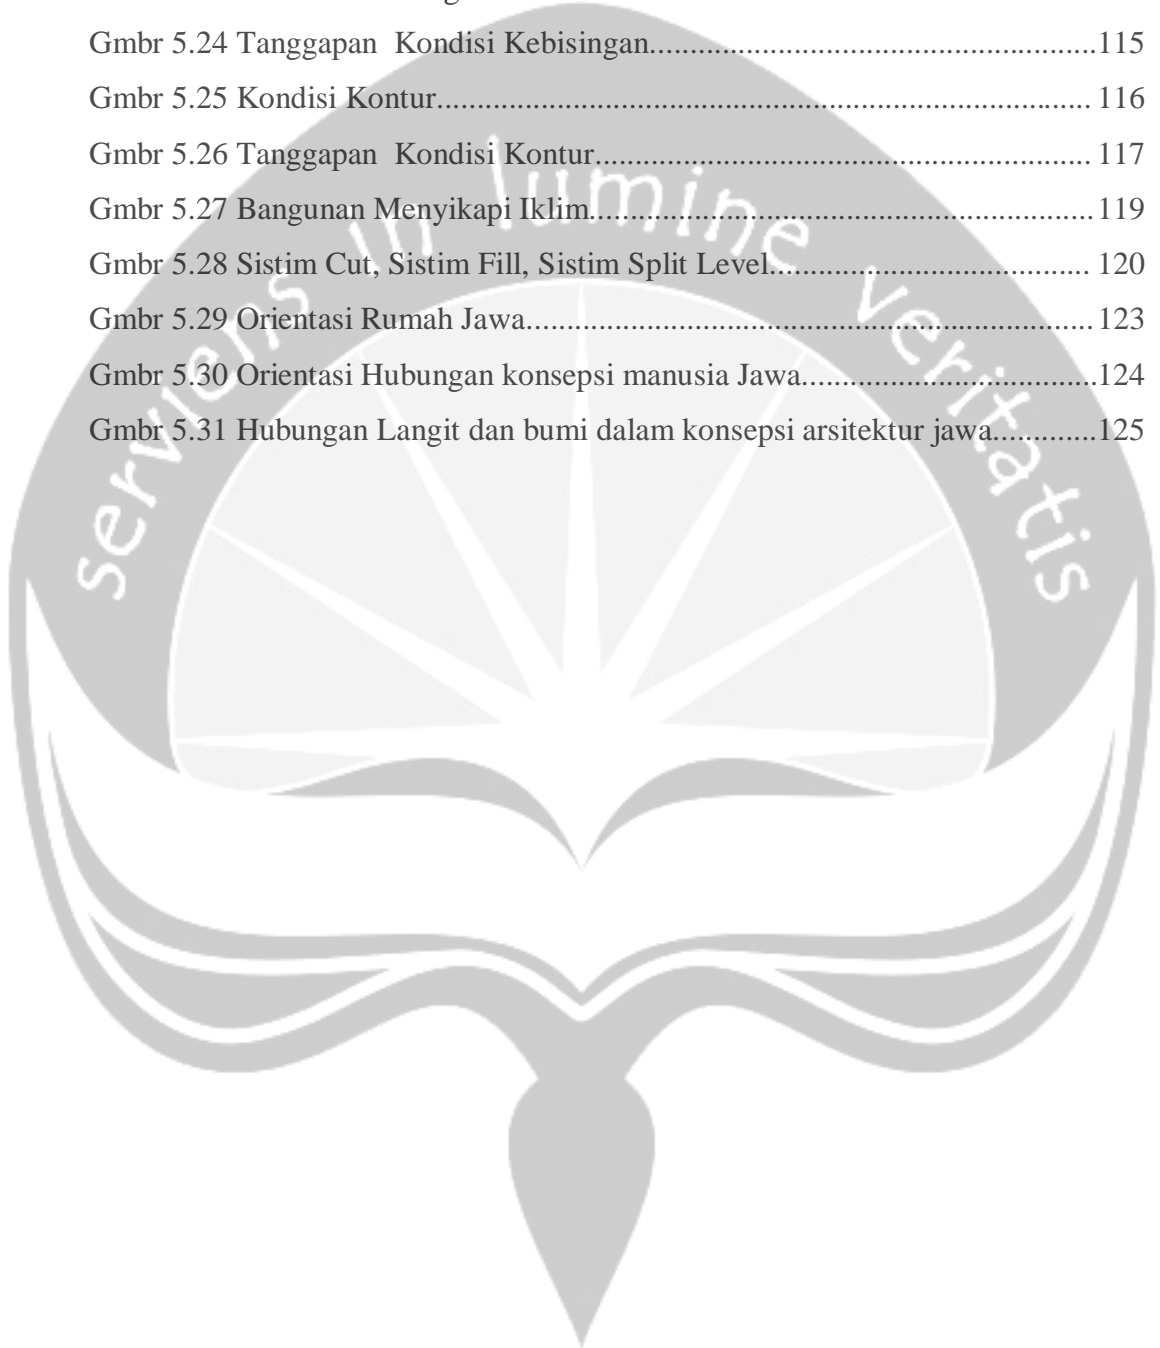 Gmbr 5.24 Tanggapan  Kondisi Kebisingan.......................................................115
Gmbr 5.25 Kondisi Kontur................................................................................ 116
Gmbr 5.26 Tanggapan  Kondisi Kontur............................................................. 117
Gmbr 5.27 Bangunan Menyikapi Iklim.............................................................. 119
Gmbr 5.28 Sistim Cut, Sistim Fill, Sistim Split Level....................................... 120
Gmbr 5.29 Orientasi Rumah Jawa...................................................................... 123
Gmbr 5.30 Orientasi Hubungan konsepsi manusia Jawa....................................124
Gmbr 5.31 Hubungan Langit dan bumi dalam konsepsi arsitektur jawa.............125
serviens in lumine veritatis